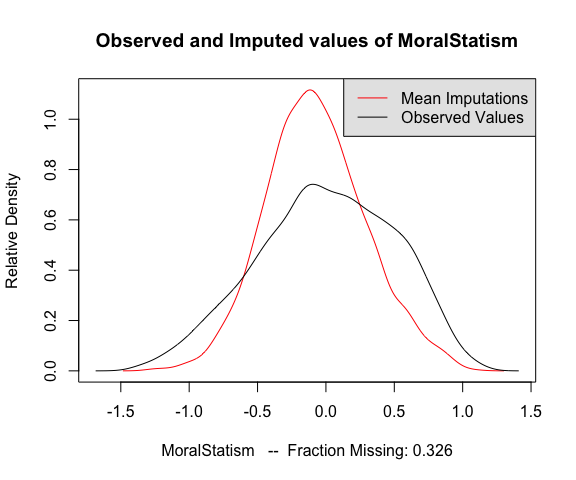 Observed and Imputed values of MoralStatism
Mean Imputations
Observed Values
Relative Density
1.0
0.8
0.6
0.4
0.2
0.0
-1.5 -1.0 -0.5 0.0 0.5 1.0 1.5
MoralStatism -- Fraction Missing: 0.326